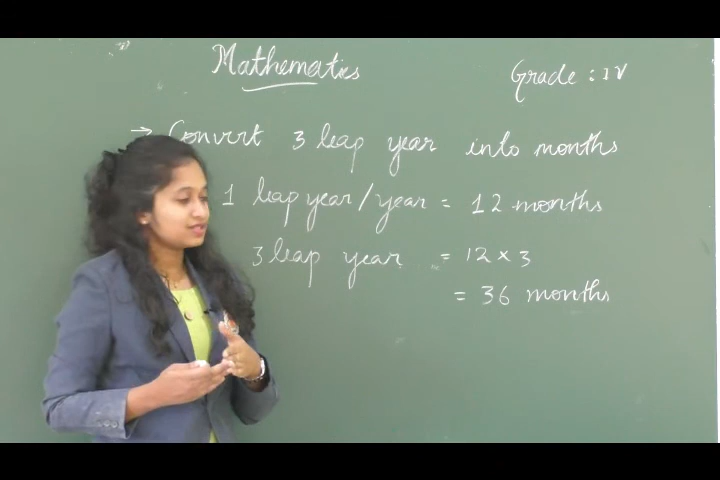 Mathematics
Grade : IV
→ Convert 3 leap year into months
1 leap year / year = 12 months
3 leap year = 12 × 3
= 36 months